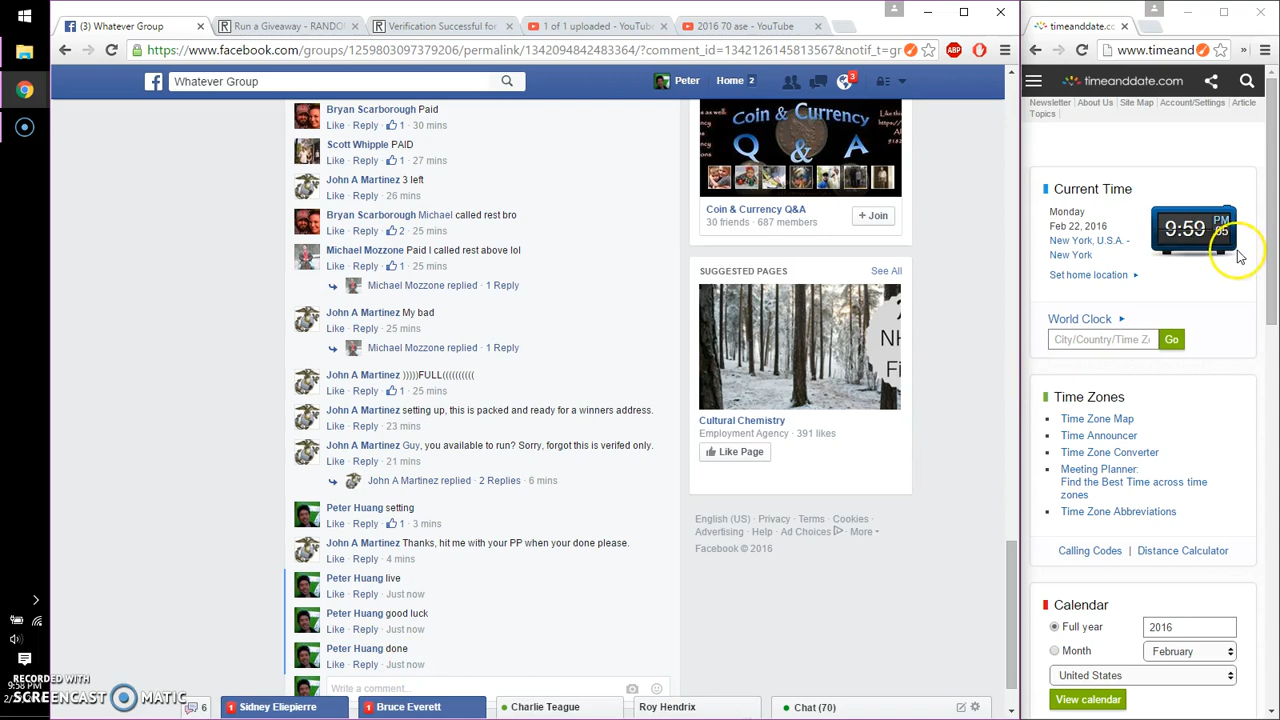 (3) Whatever Group
Run a Giveaway - RANDO
Verification Successful for
1 of 1 uploaded - YouTube
2016 70 ase - YouTube
timeanddate.com
https://www.facebook.com/groups/1259803097379206/permalink/1342094842483364/?comment_id=1342126145813567&notif_t=gr
ABP
www.timeand
Whatever Group
Peter
Home 2
3
timeanddate.com
Newsletter | About Us | Site Map | Account/Settings | Article
Topics |
Bryan Scarborough Paid
Like · Reply · 1 · 30 mins
Scott Whipple PAID
Like · Reply · 1 · 27 mins
John A Martinez 3 left
Like · Reply · 26 mins
Bryan Scarborough Michael called rest bro
Like · Reply · 2 · 25 mins
Michael Mozzone Paid I called rest above lol
Like · Reply · 1 · 25 mins
Michael Mozzone replied · 1 Reply
John A Martinez My bad
Like · Reply · 25 mins
Michael Mozzone replied · 1 Reply
John A Martinez )))))FULL((((((((((
Like · Reply · 1 · 25 mins
John A Martinez setting up, this is packed and ready for a winners address.
Like · Reply · 23 mins
John A Martinez Guy, you available to run? Sorry, forgot this is verifed only.
Like · Reply · 21 mins
John A Martinez replied · 2 Replies · 6 mins
Peter Huang setting
Like · Reply · 1 · 3 mins
John A Martinez Thanks, hit me with your PP when your done please.
Like · Reply · 4 mins
Peter Huang live
Like · Reply · Just now
Peter Huang good luck
Like · Reply · Just now
Peter Huang done
Like · Reply · Just now
Write a comment...
Coin & Currency
Q & A
Coin & Currency Q&A
30 friends · 687 members
+ Join
SUGGESTED PAGES
See All
NH
Fi
Cultural Chemistry
Employment Agency · 391 likes
Like Page
English (US) · Privacy · Terms · Cookies ·
Advertising · Help · Ad Choices · More
Facebook © 2016
Current Time
Monday
Feb 22, 2016
New York, U.S.A. -
New York
Set home location
9:59
PM
05
World Clock
City/Country/Time Z
Go
Time Zones
Time Zone Map
Time Announcer
Time Zone Converter
Meeting Planner:
Find the Best Time across time
zones
Time Zone Abbreviations
Calling Codes | Distance Calculator
Calendar
Full year
2016
Month
February
United States
View calendar
RECORDED WITH
SCREENCAST MATIC
9:58 PM
6
1 Sidney Eliepierre
1 Bruce Everett
Charlie Teague
Roy Hendrix
Chat (70)